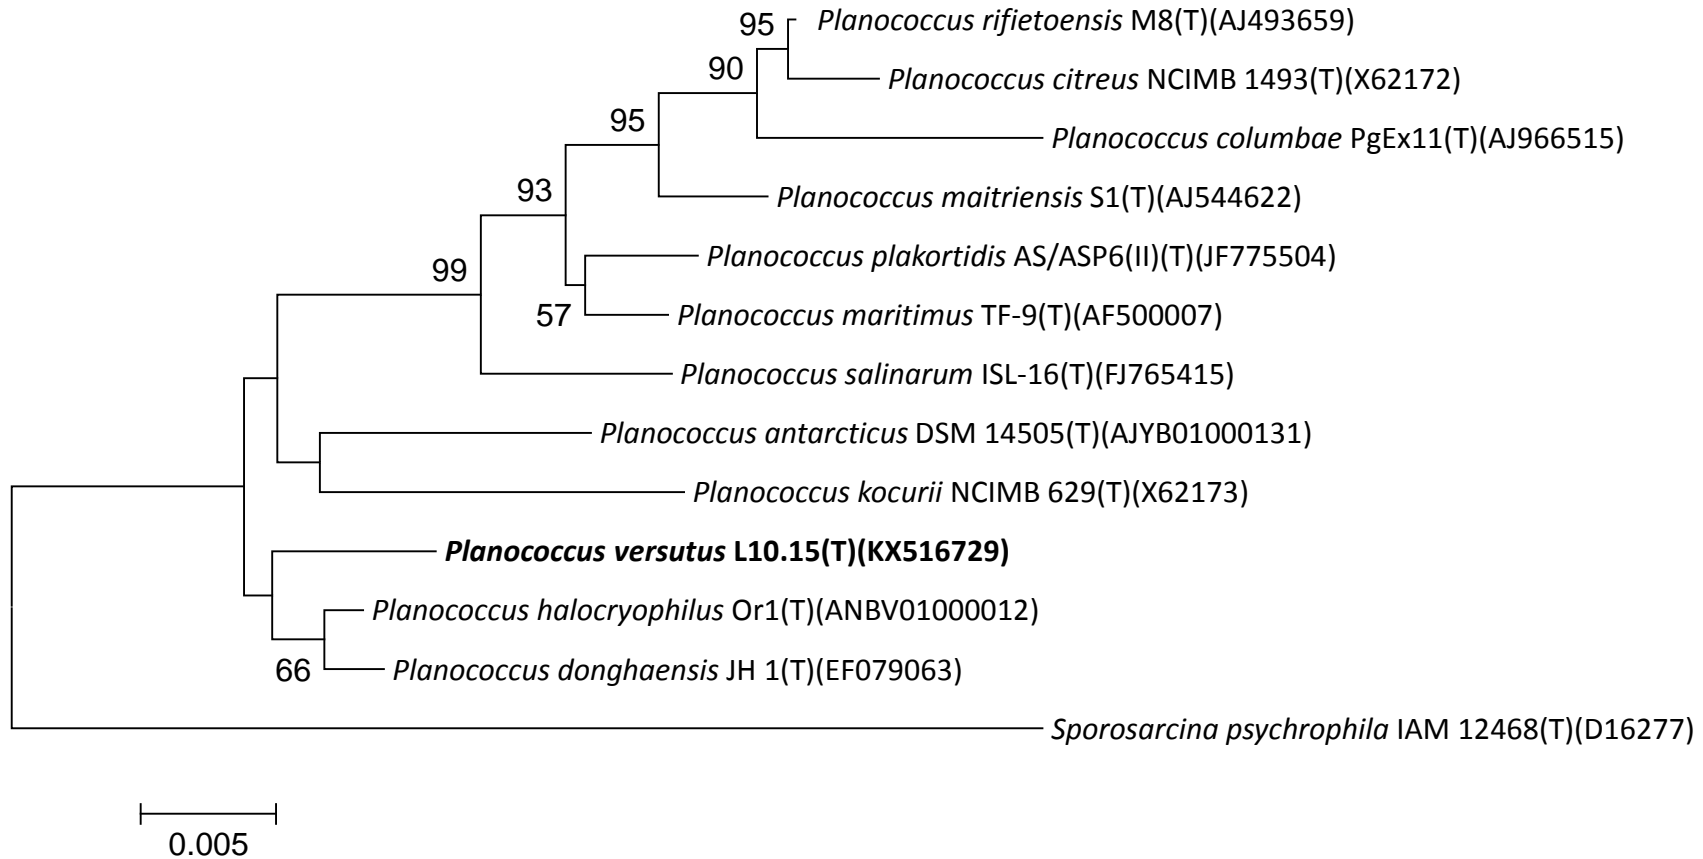 95
Planococcus rifietoensis M8(T)(AJ493659)
90
Planococcus citreus NCIMB 1493(T)(X62172)
95
Planococcus columbae PgEx11(T)(AJ966515)
93
Planococcus maitriensis S1(T)(AJ544622)
Planococcus plakortidis AS/ASP6(II)(T)(JF775504)
99
57
Planococcus maritimus TF-9(T)(AF500007)
Planococcus salinarum ISL-16(T)(FJ765415)
Planococcus antarcticus DSM 14505(T)(AJYB01000131)
Planococcus kocurii NCIMB 629(T)(X62173)
Planococcus versutus L10.15(T)(KX516729)
Planococcus halocryophilus Or1(T)(ANBV01000012)
66
Planococcus donghaensis JH 1(T)(EF079063)
Sporosarcina psychrophila IAM 12468(T)(D16277)
0.005